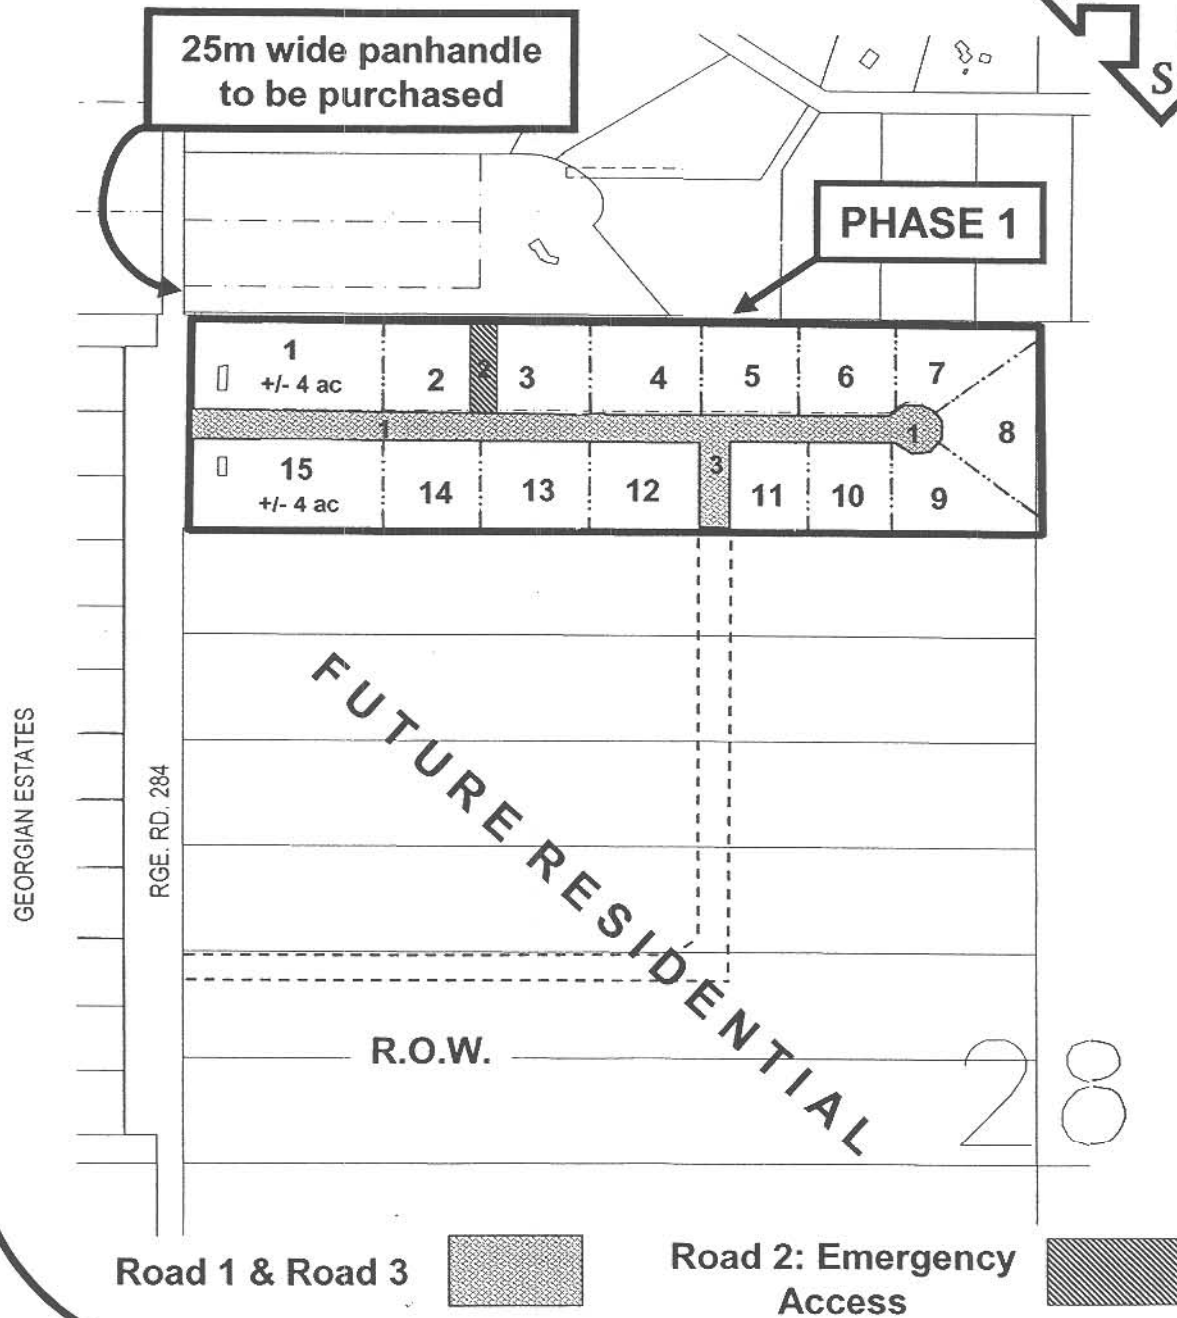 25m wide panhandle
to be purchased
S
PHASE 1
1
+/- 4 ac
2
2
3
4
5
6
7
8
1
1
15
+/- 4 ac
14
13
12
3
11
10
9
FUTURE RESIDENTIAL
GEORGIAN ESTATES
RGE. RD. 284
R.O.W.
28
Road 1 & Road 3
Road 2: Emergency
Access